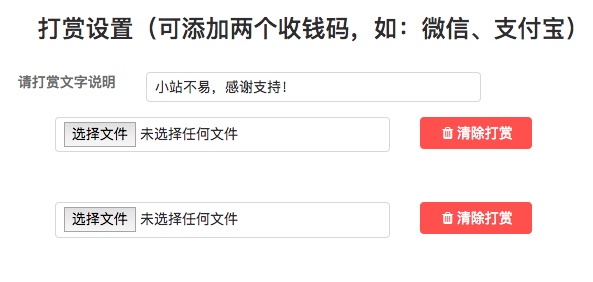 打赏设置（可添加两个收钱码，如：微信、支付宝）
请打赏文字说明 小站不易，感谢支持！
选择文件 未选择任何文件 清除打赏
选择文件 未选择任何文件 清除打赏